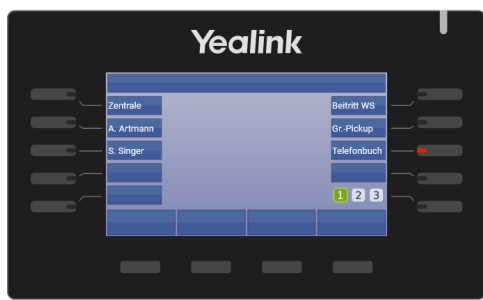 Yealink
Zentrale
Beitritt WS
A. Artmann
Gr.-Pickup
S. Singer
Telefonbuch
1 2 3